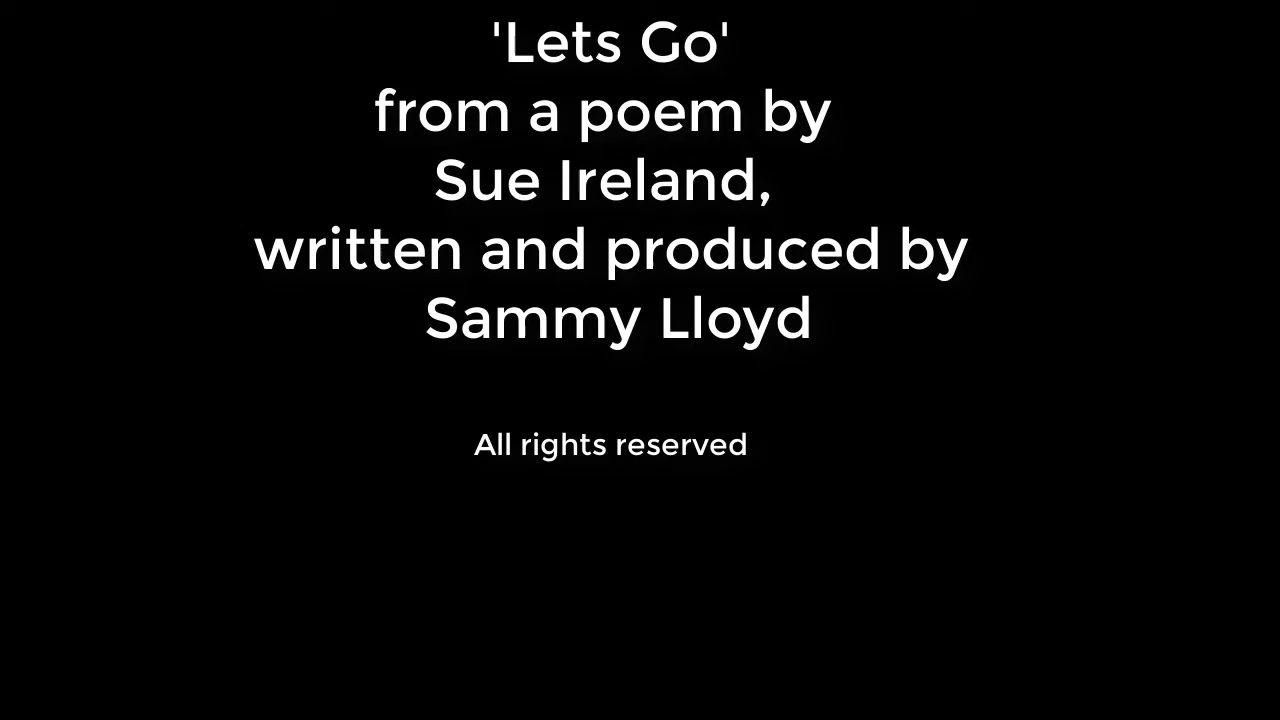 'Lets Go'
from a poem by
Sue Ireland,
written and produced by
Sammy Lloyd
All rights reserved